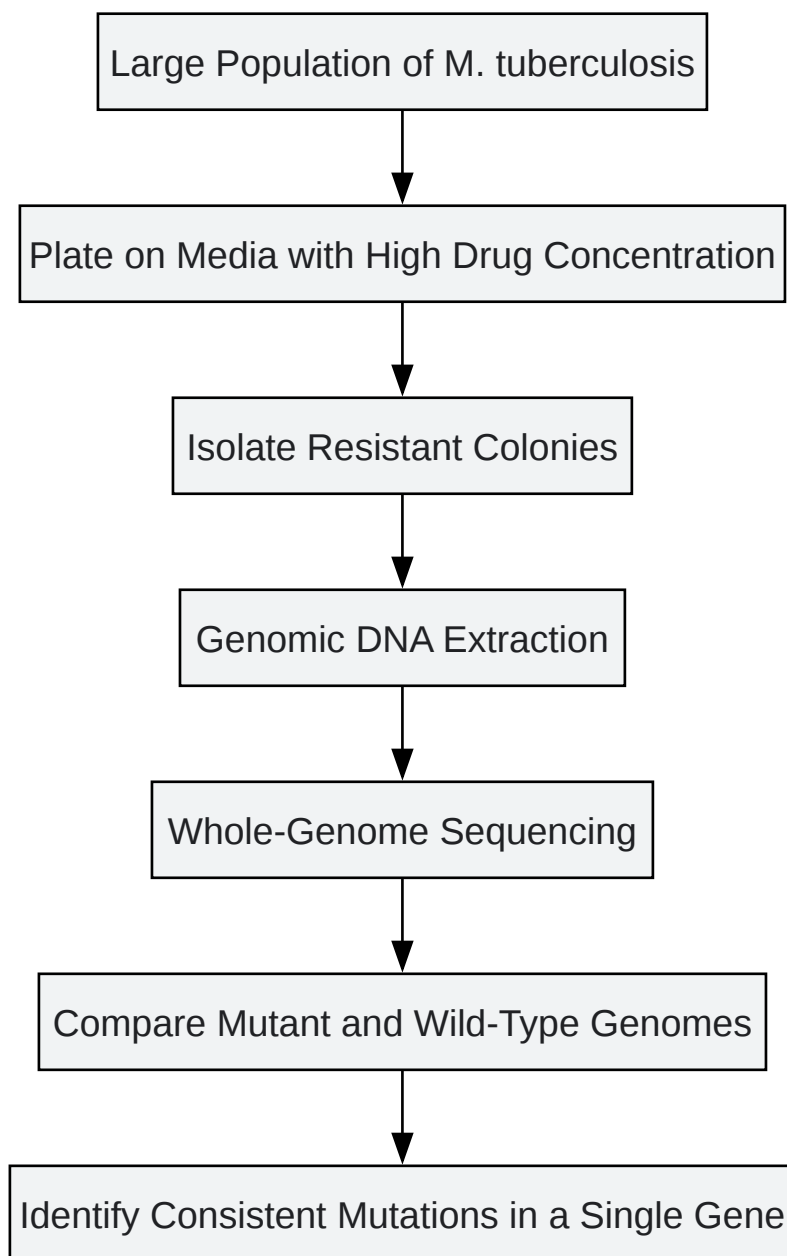 Large Population of M. tuberculosis
Plate on Media with High Drug Concentration
Isolate Resistant Colonies
Genomic DNA Extraction
Whole-Genome Sequencing
Compare Mutant and Wild-Type Genomes
Identify Consistent Mutations in a Single Gene